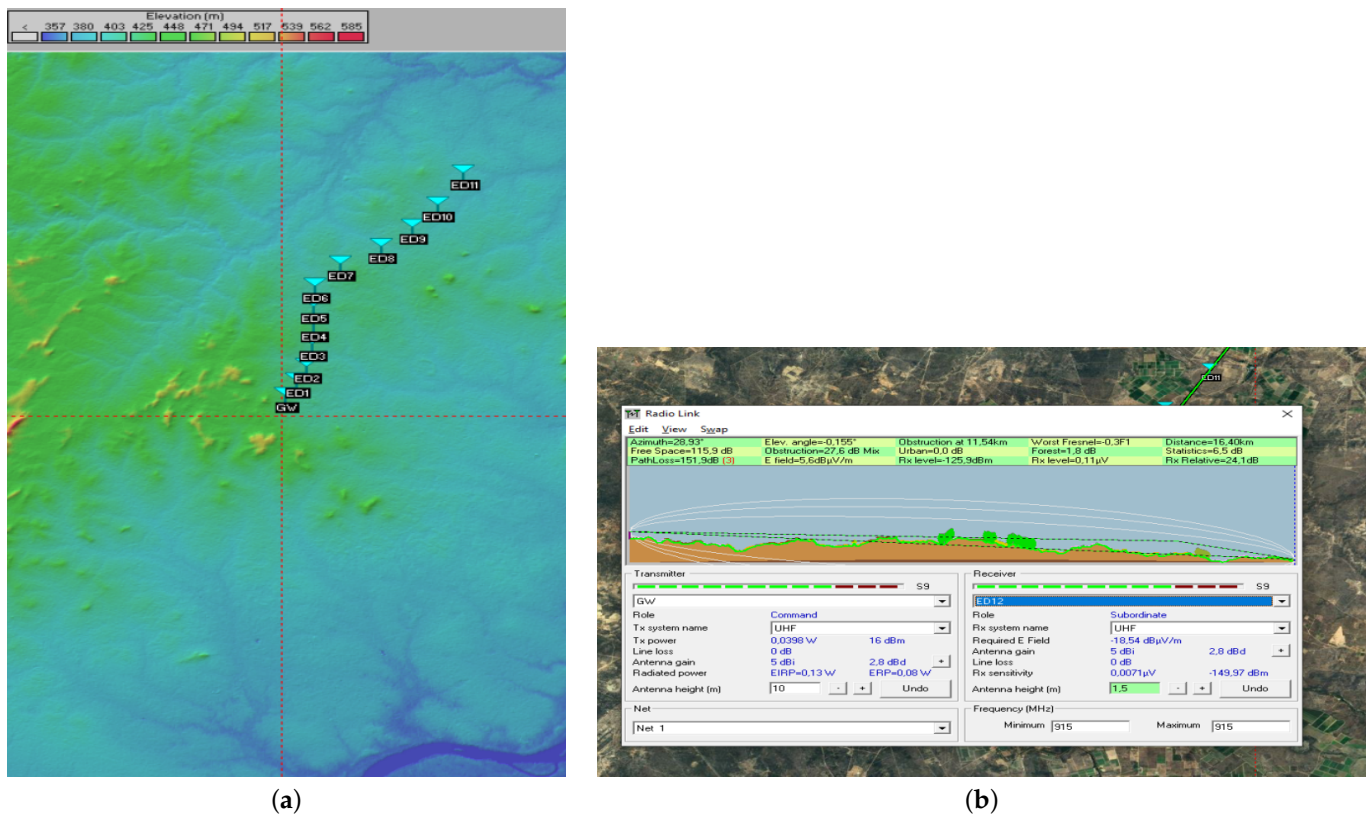 Elevation (m)
< 357 380 403 425 448 471 494 517 539 562 585
ED11
ED10
ED9
ED8
ED7
ED6
ED5
ED4
ED3
ED2
ED1
GW
(a)
ED11
Radio Link
Edit View Swap
Azimuth=28,93° Elev. angle=-0,155° Obstruction at 11,54km Worst Fresnel=-0,3F1 Distance=16,40km
Free Space=115,9 dB Obstruction=27,6 dB Mix Urban=0,0 dB Forest=1,8 dB Statistics=6,5 dB
PathLoss=151,9dB (3) E field=5,6dBµV/m Rx level=-125,9dBm Rx level=0,11µV Rx Relative=24,1dB
Transmitter
S9
GW
Role Command
Tx system name UHF
Tx power 0,0398 W 16 dBm
Line loss 0 dB
Antenna gain 5 dBi 2,8 dBd +
Radiated power EIRP=0,13 W ERP=0,08 W
Antenna height (m) 10 - + Undo
Net
Net 1
Receiver
S9
ED12
Role Subordinate
Rx system name UHF
Required E Field -18,54 dBµV/m
Antenna gain 5 dBi 2,8 dBd +
Line loss 0 dB
Rx sensitivity 0,0071µV -149,97 dBm
Antenna height (m) 1,5 - + Undo
Frequency (MHz)
Minimum 915 Maximum 915
(b)